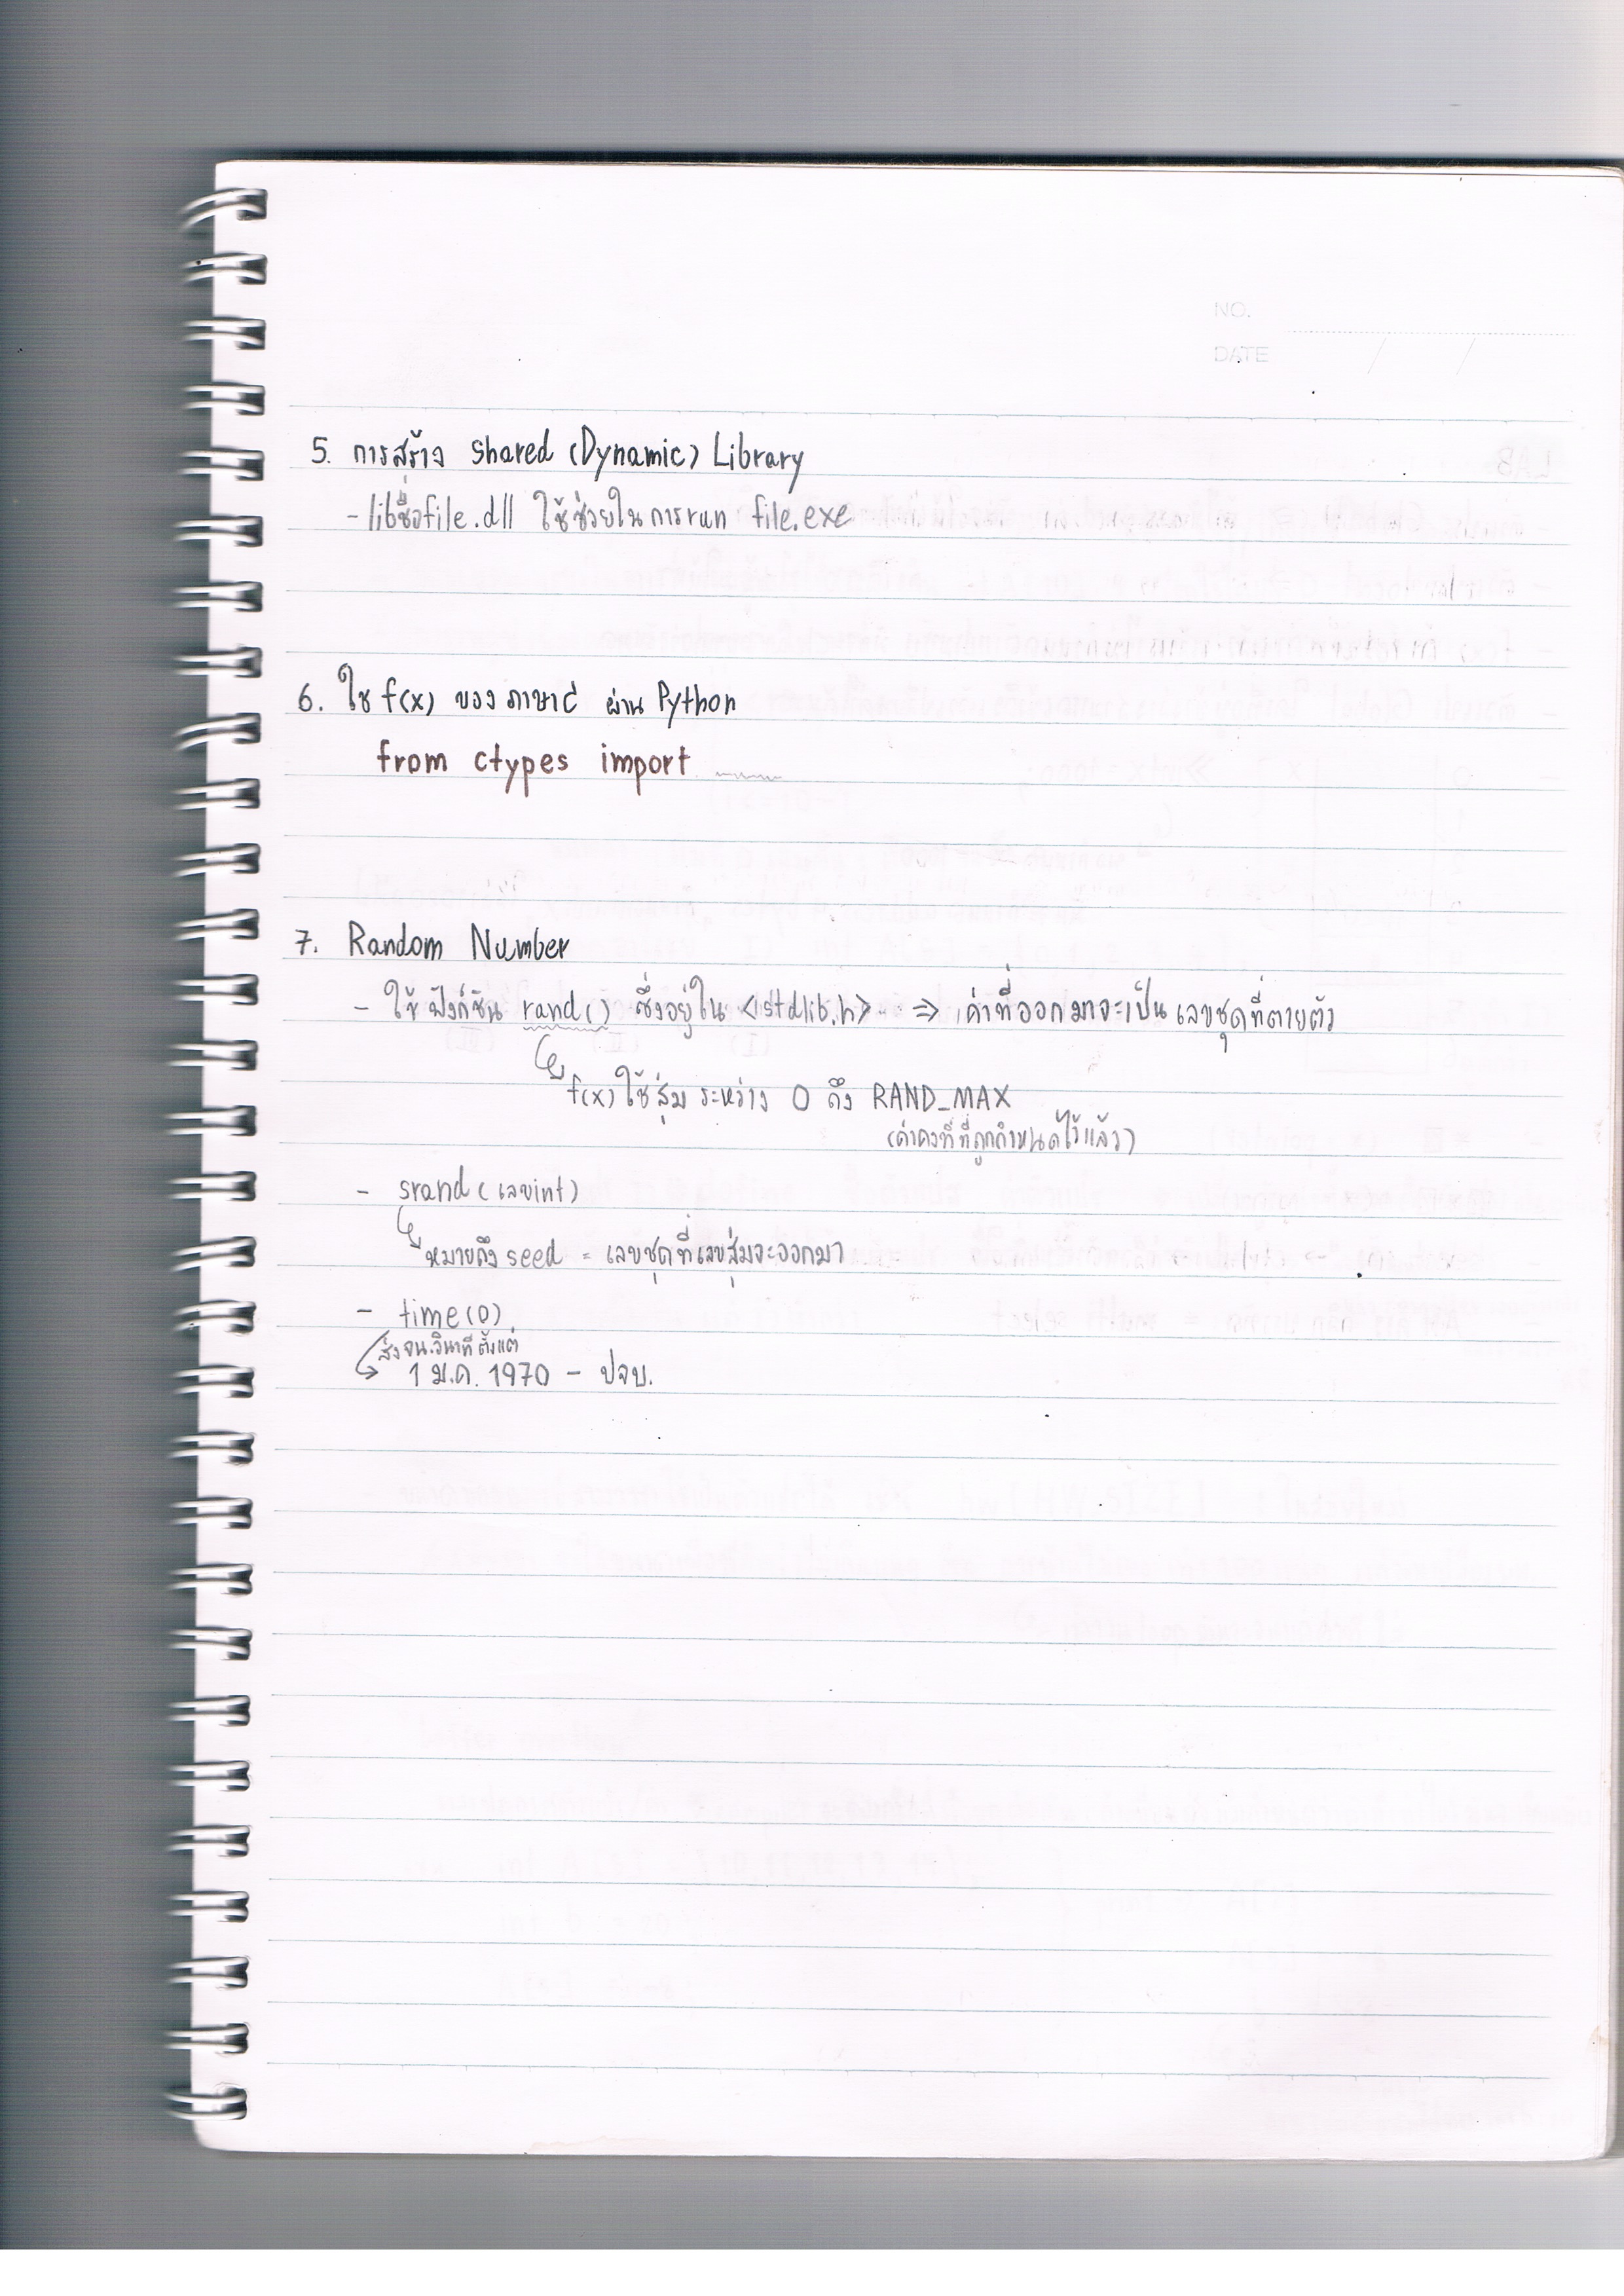 NO.
DATE / /
5. การสร้าง Shared (Dynamic) Library
- libชื่อfile.dll ใช้ช่วยในการrun file.exe
6. ใช้ f(x) ของ ภาษาC ผ่าน Python
from ctypes import
7. Random Number
- ใช้ ฟังก์ชัน rand() ซึ่งอยู่ใน <stdlib.h> => ค่าที่ออกมาจะเป็น เลขชุดที่ตายตัว
f(x) ใช้สุ่ม ระหว่าง 0 ถึง RAND_MAX
(ค่าคงที่ที่ถูกกำหนดไว้แล้ว)
- srand(เลขint)
หมายถึง seed = เลขชุดที่เลขสุ่มจะออกมา
- time(0)
ส่ง จน.วินาที ตั้งแต่
1 ม.ค. 1970 - ปจบ.